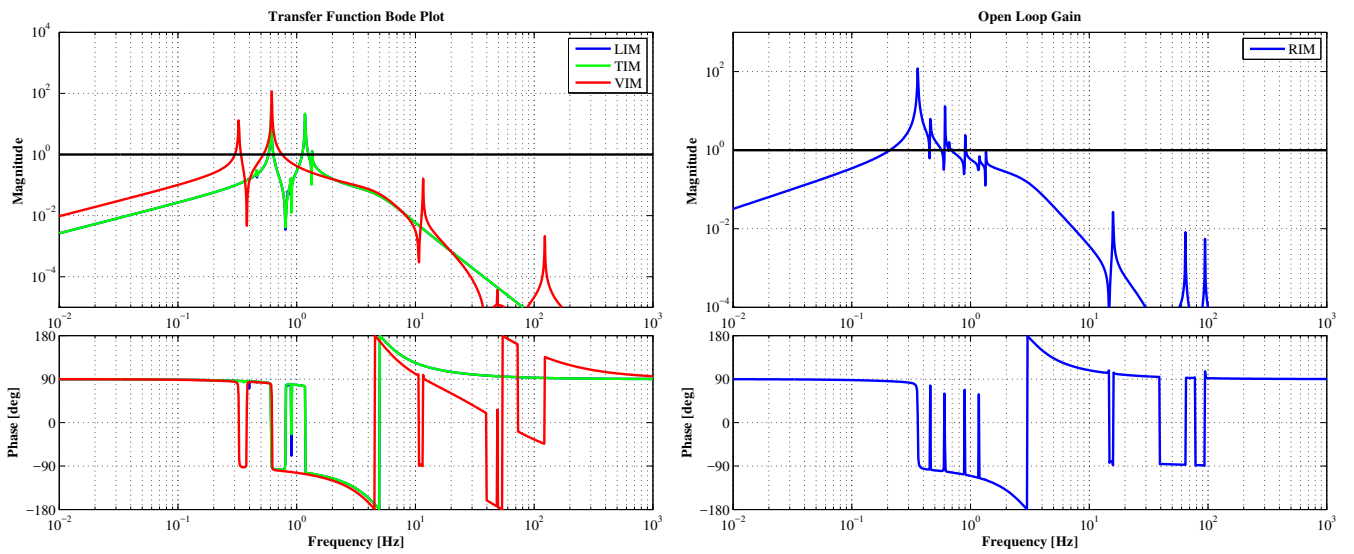 Transfer Function Bode Plot
10^4
10^2
10^0
10^−2
10^−4
Magnitude
LIM
TIM
VIM
10^−2 10^−1 10^0 10^1 10^2 10^3
180
90
0
−90
−180
Phase [deg]
10^−2 10^−1 10^0 10^1 10^2 10^3
Frequency [Hz]
Open Loop Gain
10^2
10^0
10^−2
10^−4
Magnitude
RIM
10^−2 10^−1 10^0 10^1 10^2 10^3
180
90
0
−90
−180
Phase [deg]
10^−2 10^−1 10^0 10^1 10^2 10^3
Frequency [Hz]